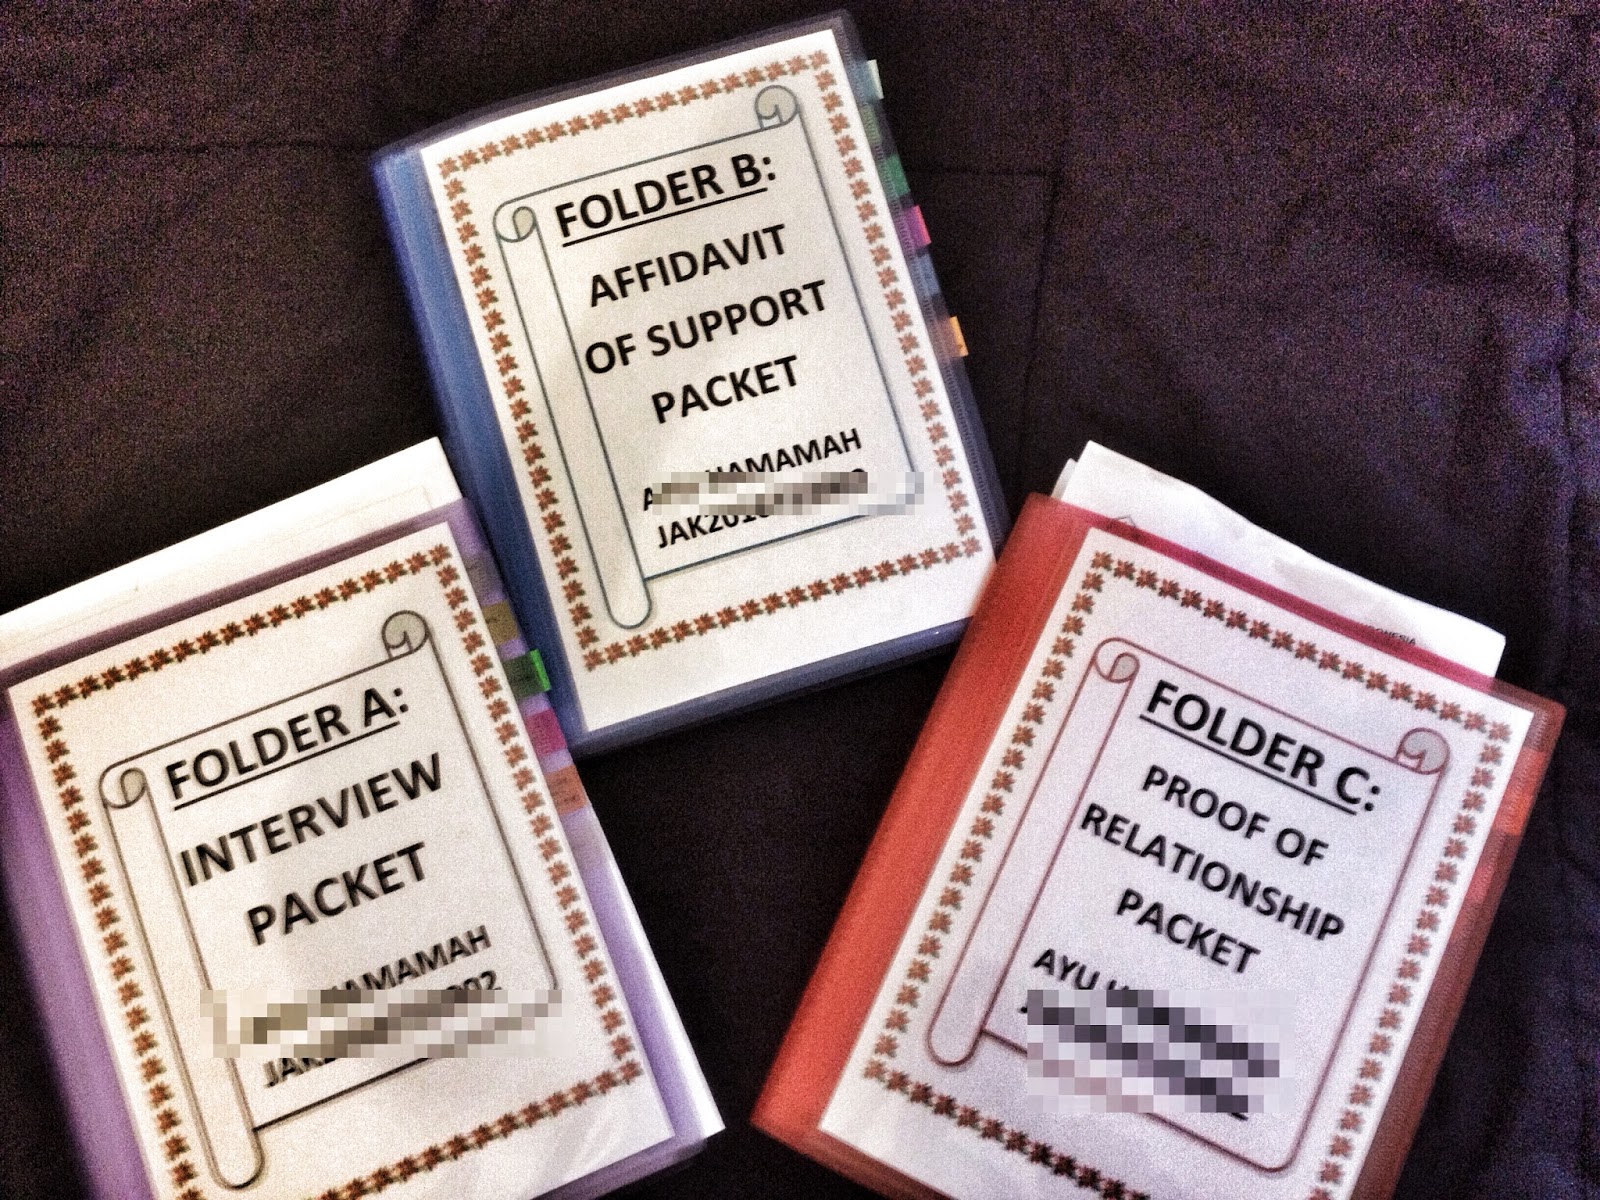 FOLDER B:
AFFIDAVIT
OF SUPPORT
PACKET
FOLDER A:
INTERVIEW
PACKET
FOLDER C:
PROOF OF
RELATIONSHIP
PACKET
AYU